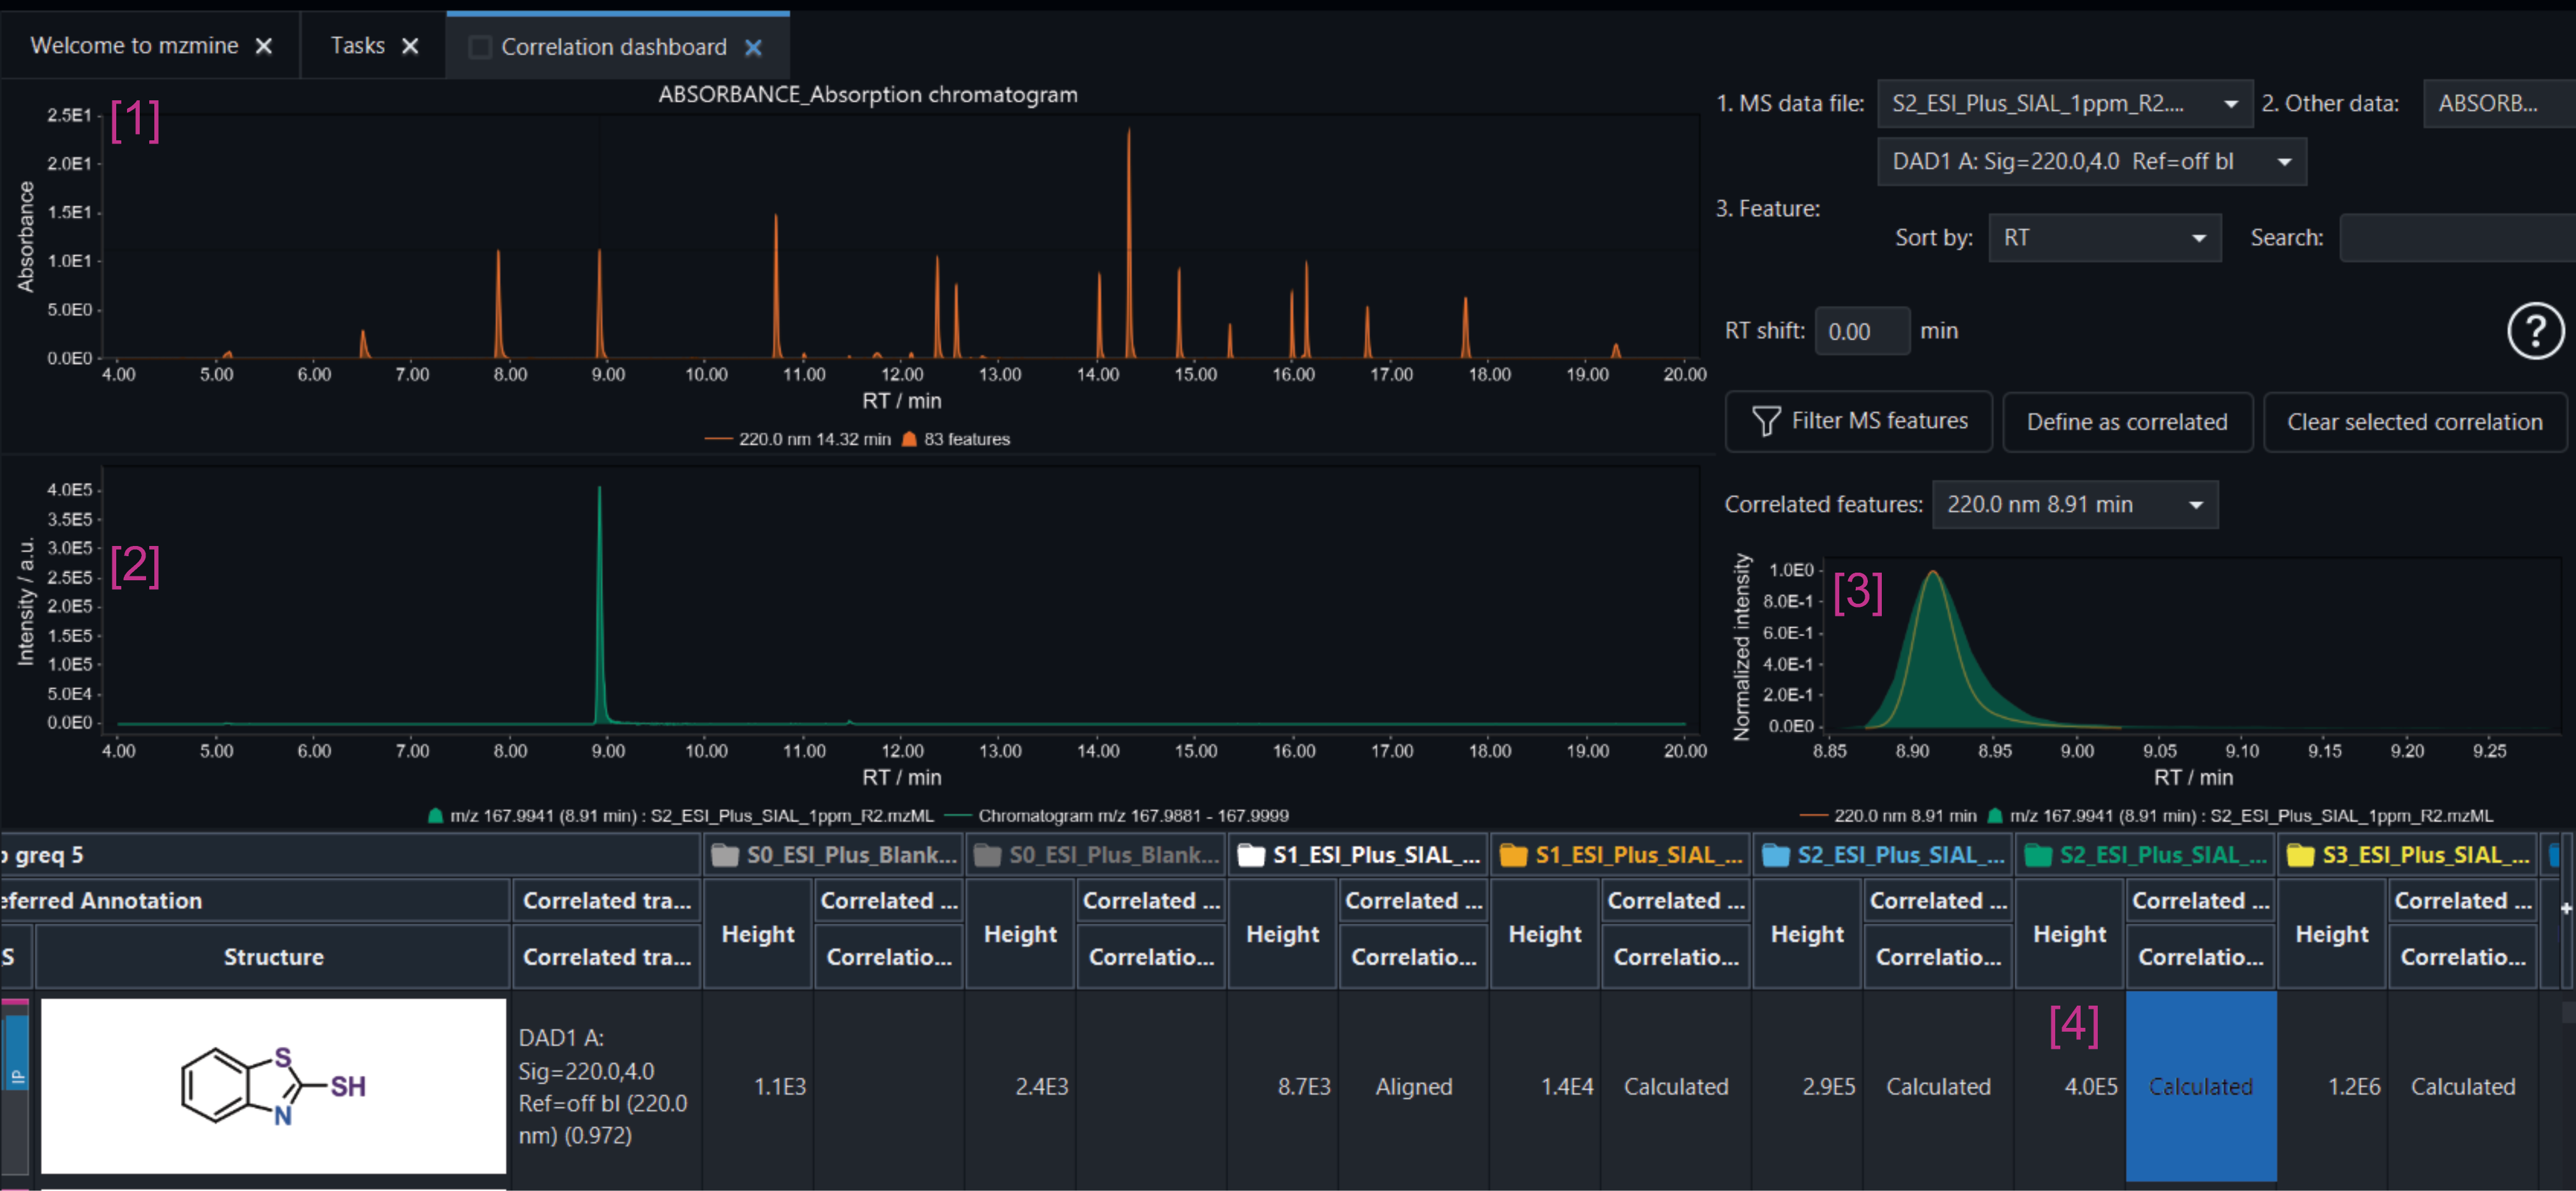 Welcome to mzmine × Tasks × Correlation dashboard ×
ABSORBANCE_Absorption chromatogram
[1]
Absorbance
2.5E1
2.0E1
1.5E1
1.0E1
5.0E0
0.0E0
4.00 5.00 6.00 7.00 8.00 9.00 10.00 11.00 12.00 13.00 14.00 15.00 16.00 17.00 18.00 19.00 20.00
RT / min
220.0 nm 14.32 min 83 features
1. MS data file: S2_ESI_Plus_SIAL_1ppm_R2.... 2. Other data: ABSORB...
DAD1 A: Sig=220.0,4.0 Ref=off bl
3. Feature:
Sort by: RT Search:
RT shift: 0.00 min
?
Filter MS features Define as correlated Clear selected correlation
[2]
Intensity / a.u.
4.0E5
3.5E5
3.0E5
2.5E5
2.0E5
1.5E5
1.0E5
5.0E4
0.0E0
4.00 5.00 6.00 7.00 8.00 9.00 10.00 11.00 12.00 13.00 14.00 15.00 16.00 17.00 18.00 19.00 20.00
RT / min
m/z 167.9941 (8.91 min) : S2_ESI_Plus_SIAL_1ppm_R2.mzML Chromatogram m/z 167.9881 - 167.9999
Correlated features: 220.0 nm 8.91 min
[3]
Normalized intensity
1.0E0
8.0E-1
6.0E-1
4.0E-1
2.0E-1
0.0E0
8.85 8.90 8.95 9.00 9.05 9.10 9.15 9.20 9.25
RT / min
220.0 nm 8.91 min m/z 167.9941 (8.91 min) : S2_ESI_Plus_SIAL_1ppm_R2.mzML
greq 5 S0_ESI_Plus_Blank... S0_ESI_Plus_Blank... S1_ESI_Plus_SIAL_... S1_ESI_Plus_SIAL_... S2_ESI_Plus_SIAL_... S2_ESI_Plus_SIAL_... S3_ESI_Plus_SIAL_...
eferred Annotation Correlated tra... Correlated ... Correlated ... Correlated ... Correlated ... Correlated ... Correlated ... Correlated ... +
Height Height Height Height Height Height Height
S Structure Correlated tra... Correlatio... Correlatio... Correlatio... Correlatio... Correlatio... Correlatio... Correlatio...
[4]
IP
S
SH
N
DAD1 A:
Sig=220.0,4.0
Ref=off bl (220.0
nm) (0.972)
1.1E3 2.4E3 8.7E3 Aligned 1.4E4 Calculated 2.9E5 Calculated 4.0E5 Calculated 1.2E6 Calculated